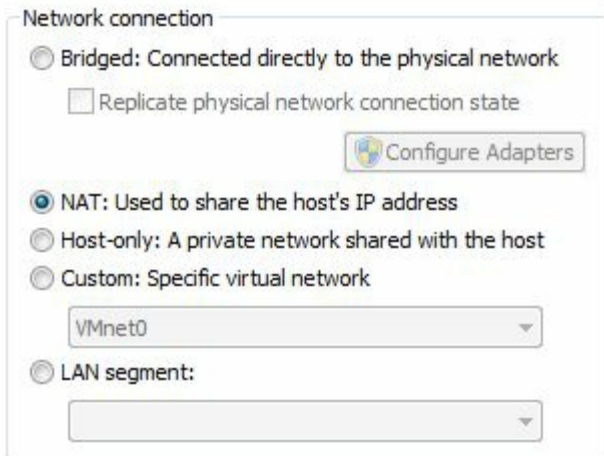 Network connection
Bridged: Connected directly to the physical network
Replicate physical network connection state
Configure Adapters
NAT: Used to share the host's IP address
Host-only: A private network shared with the host
Custom: Specific virtual network
VMnet0
LAN segment: